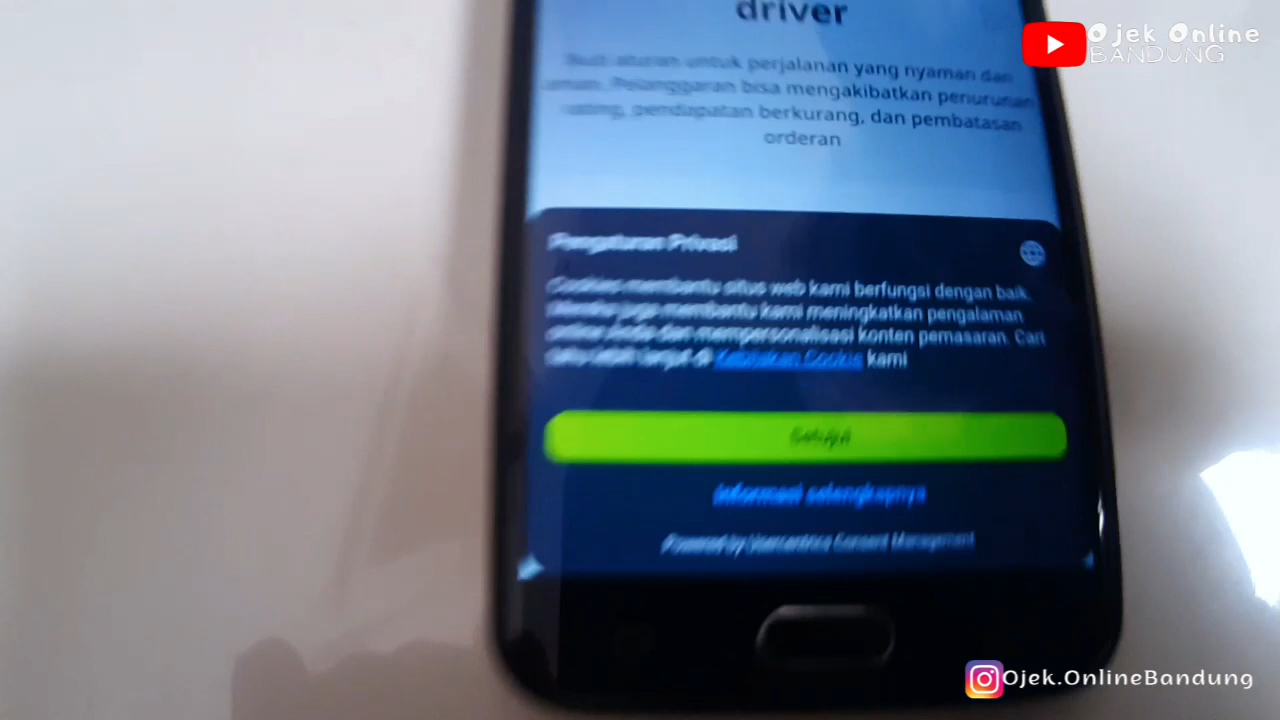 driver
Ojek Online
BANDUNG
Ikuti aturan untuk perjalanan yang nyaman dan
aman. Pelanggaran bisa mengakibatkan penurunan
rating, pendapatan berkurang, dan pembatasan
orderan
Pengaturan Privasi
Cookies membantu situs web kami berfungsi dengan baik.
Mereka juga membantu kami meningkatkan pengalaman
online Anda dan mempersonalisasi konten pemasaran. Cari
tahu lebih lanjut di Kebijakan Cookie kami
Setujui
Informasi selengkapnya
Powered by Usercentrics Consent Management
Ojek.OnlineBandung